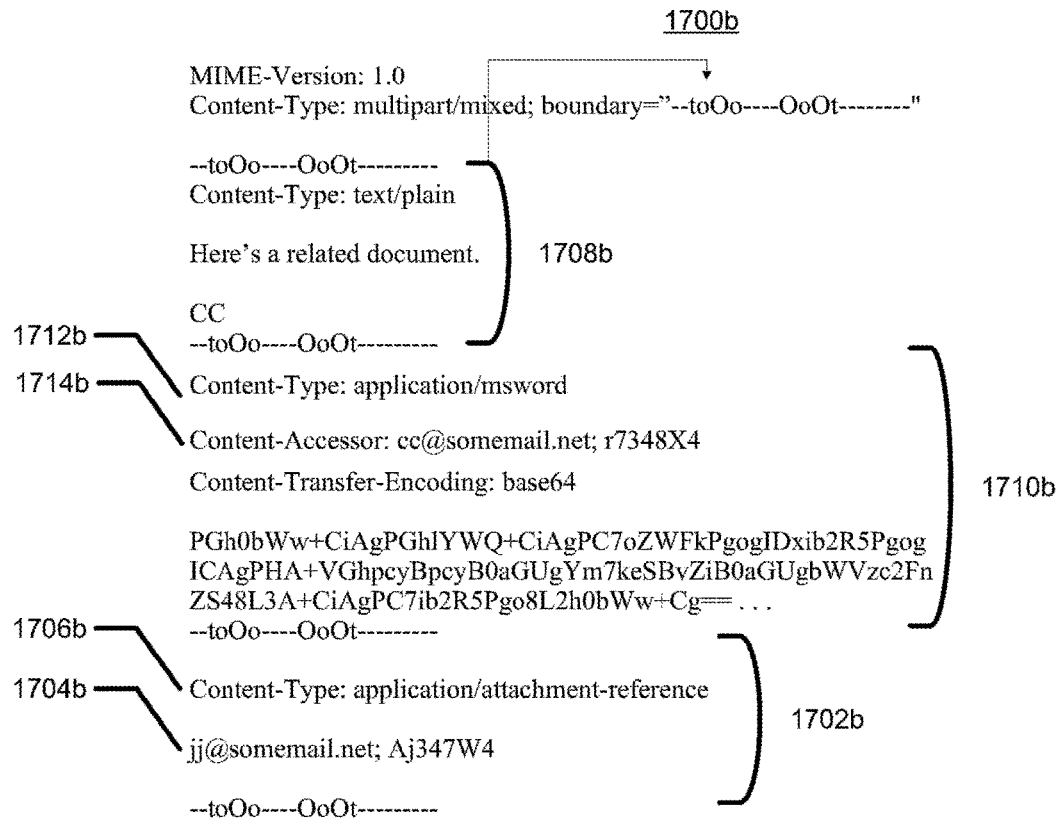 1700b
MIME-Version: 1.0
Content-Type: multipart/mixed; boundary=”--toOo----OoOt--------"
--toOo----OoOt---------
Content-Type: text/plain
Here’s a related document.
1708b
CC
1712b
--toOo----OoOt---------
1714b
Content-Type: application/msword
Content-Accessor: cc@somemail.net; r7348X4
Content-Transfer-Encoding: base64
1710b
PGh0bWw+CiAgPGhlYWQ+CiAgPC7oZWFkPgogIDxib2R5Pgog
ICAgPHA+VGhpcyBpcyB0aGUgYm7keSBvZiB0aGUgbWVzc2Fn
ZS48L3A+CiAgPC7ib2R5Pgo8L2h0bWw+Cg== . . .
1706b
--toOo----OoOt---------
1704b
Content-Type: application/attachment-reference
1702b
jj@somemail.net; Aj347W4
--toOo----OoOt---------